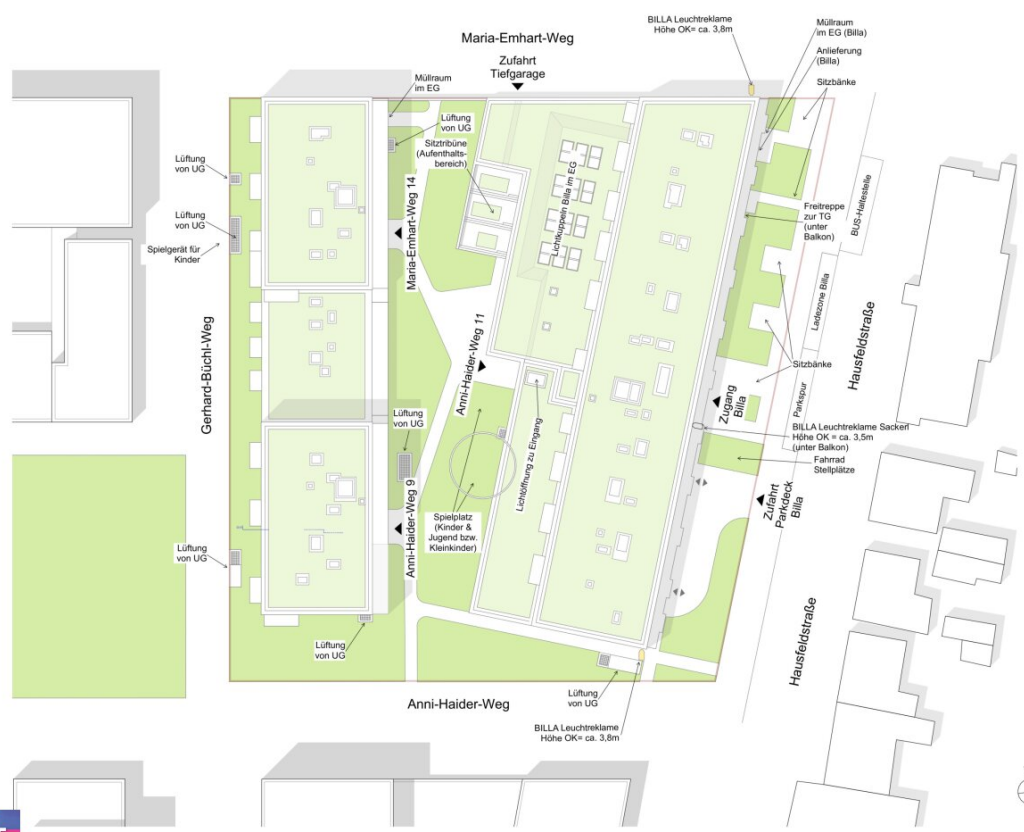 BILLA Leuchtreklame
Höhe OK= ca. 3,8m
Müllraum
im EG (Billa)
Maria-Emhart-Weg
Anlieferung
(Billa)
Zufahrt
Tiefgarage
Sitzbänke
Müllraum
im EG
Lüftung
von UG
Sitztribüne
(Aufenthalts-
bereich)
Lüftung
von UG
Lüftung
von UG
Spielgerät für
Kinder
Maria-Emhart-Weg 14
Lichtkuppeln Billa im EG
Freitreppe
zur TG
(unter
Balkon)
BUS-Haltestelle
Ladezone Billa
Hausfeldstraße
Gerhard-Büchl-Weg
Anni-Haider-Weg 11
Sitzbänke
Parkspur
Zugang
Billa
Lüftung
von UG
Lichtöffnung zu Eingang
BILLA Leuchtreklame Sackerl
Höhe OK = ca. 3,5m
(unter Balkon)
Fahrrad
Stellplätze
Zufahrt
Parkdeck
Billa
Anni-Haider-Weg 9
Spielplatz
(Kinder &
Jugend bzw.
Kleinkinder)
Lüftung
von UG
Hausfeldstraße
Lüftung
von UG
Lüftung
von UG
Anni-Haider-Weg
BILLA Leuchtreklame
Höhe OK= ca. 3,8m